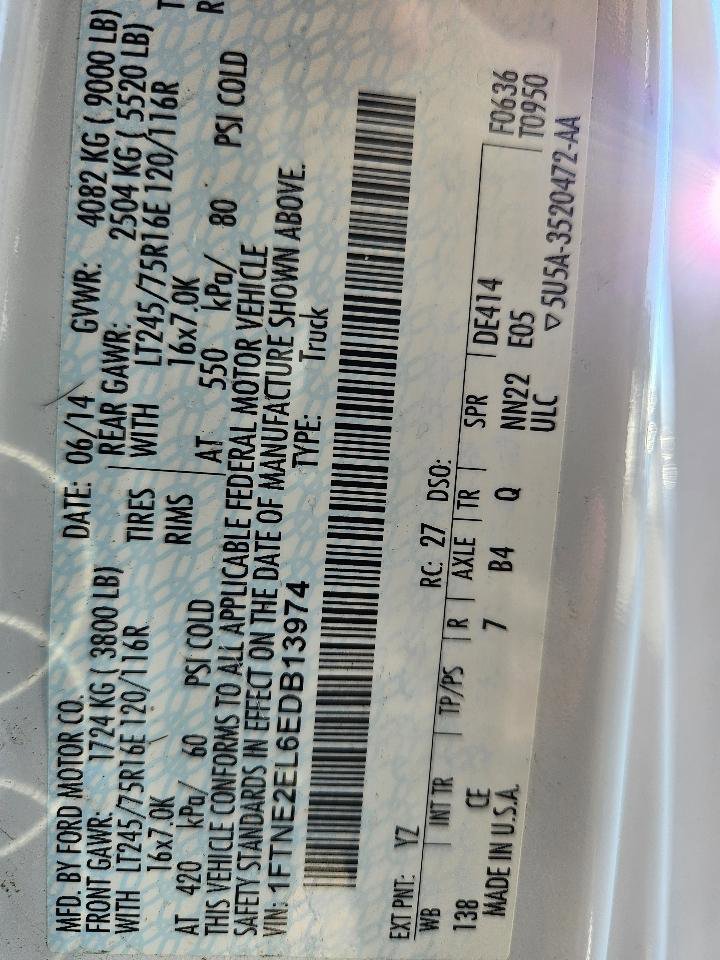 MFD. BY FORD MOTOR CO.
DATE: 06/14 GVWR: 4082 KG ( 9000 LB)
FRONT GAWR: 1724 KG ( 3800 LB)
REAR GAWR: 2504 KG ( 5520 LB)
WITH LT245/75R16E 120/116R TIRES WITH LT245/75R16E 120/116R T
16x7.0K RIMS 16x7.0K R
AT 420 kPa/ 60 PSI COLD AT 550 kPa/ 80 PSI COLD
THIS VEHICLE CONFORMS TO ALL APPLICABLE FEDERAL MOTOR VEHICLE
SAFETY STANDARDS IN EFFECT ON THE DATE OF MANUFACTURE SHOWN ABOVE.
VIN: 1FTNE2EL6EDB13974 TYPE: Truck
EXT PNT: YZ RC: 27 DSO:
WB INT TR TP/PS R AXLE TR SPR DE414 F0636
138 CE 7 B4 Q NN22 E05 T0950
MADE IN U.S.A. ULC
▽ 5U5A-3520472-AA